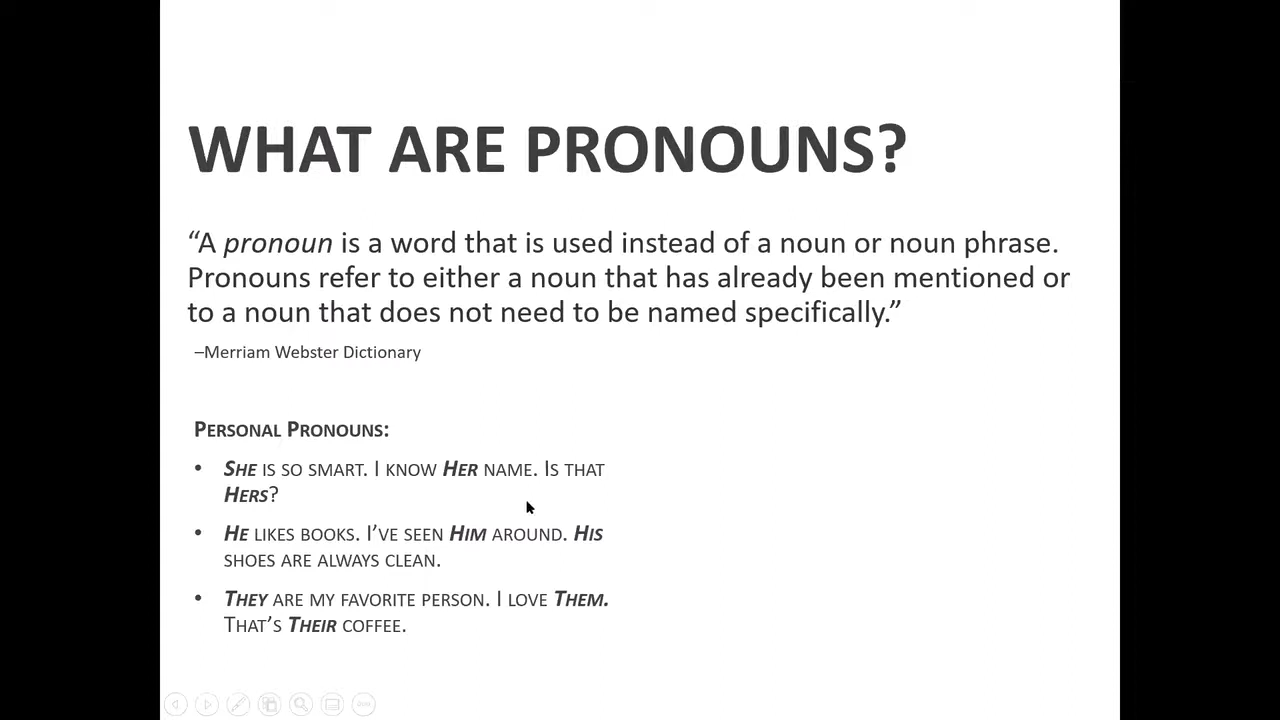 WHAT ARE PRONOUNS?
“A pronoun is a word that is used instead of a noun or noun phrase.
Pronouns refer to either a noun that has already been mentioned or
to a noun that does not need to be named specifically.”
–Merriam Webster Dictionary
PERSONAL PRONOUNS:
• SHE IS SO SMART. I KNOW HER NAME. IS THAT
HERS?
• HE LIKES BOOKS. I’VE SEEN HIM AROUND. HIS
SHOES ARE ALWAYS CLEAN.
• THEY ARE MY FAVORITE PERSON. I LOVE THEM.
THAT’S THEIR COFFEE.